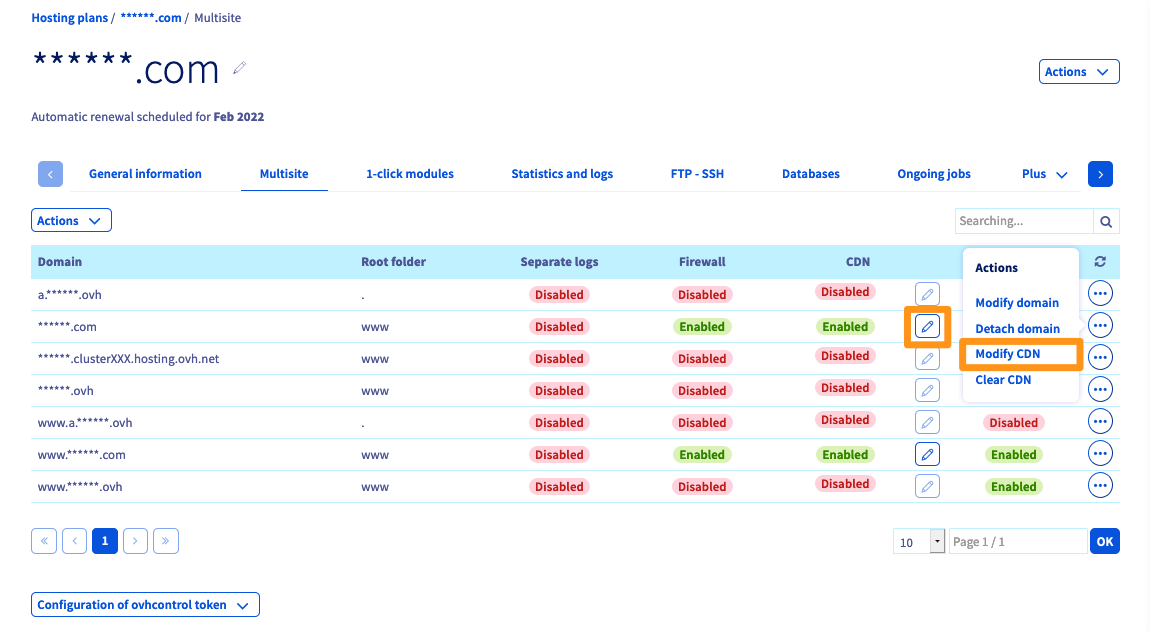 Hosting plans / ******.com / Multisite
******.com
Actions
Automatic renewal scheduled for Feb 2022
General information Multisite 1-click modules Statistics and logs FTP - SSH Databases Ongoing jobs Plus
Actions
Searching...
Domain Root folder Separate logs Firewall CDN
Actions
Modify domain
Detach domain
Modify CDN
Clear CDN
a.******.ovh . Disabled Disabled Disabled
******.com www Disabled Enabled Enabled
******.clusterXXX.hosting.ovh.net www Disabled Disabled Disabled
******.ovh www Disabled Disabled Disabled
www.a.******.ovh . Disabled Disabled Disabled Disabled
www.******.com www Disabled Enabled Enabled Enabled
www.******.ovh www Disabled Disabled Disabled Enabled
« ‹ 1 › »
10 Page 1 / 1 OK
Configuration of ovhcontrol token